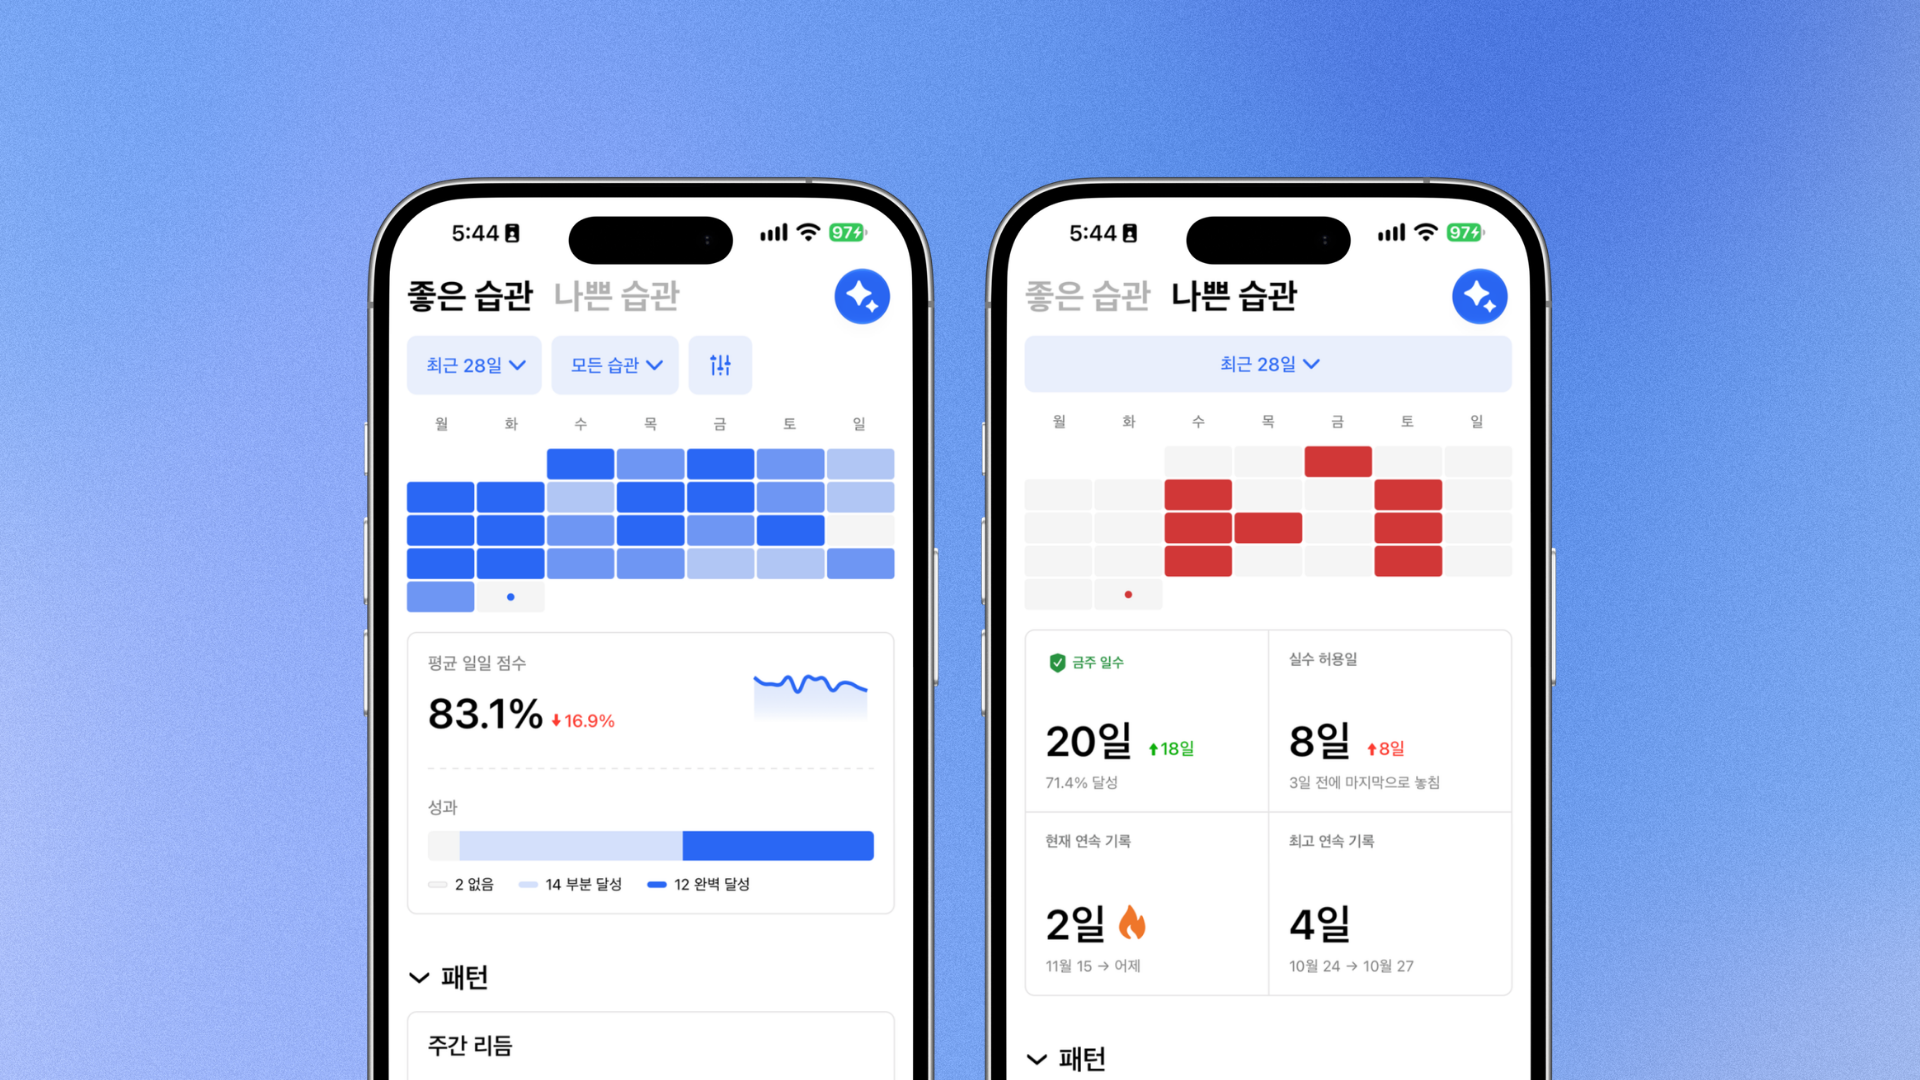 5:44
97
좋은 습관 나쁜 습관
최근 28일 모든 습관
월 화 수 목 금 토 일
평균 일일 점수
83.1% 16.9%
성과
2 없음 14 부분 달성 12 완벽 달성
패턴
주간 리듬
5:44
97
좋은 습관 나쁜 습관
최근 28일
월 화 수 목 금 토 일
금주 일수
20일 18일
71.4% 달성
실수 허용일
8일 8일
3일 전에 마지막으로 놓침
현재 연속 기록
2일
11월 15 → 어제
최고 연속 기록
4일
10월 24 → 10월 27
패턴